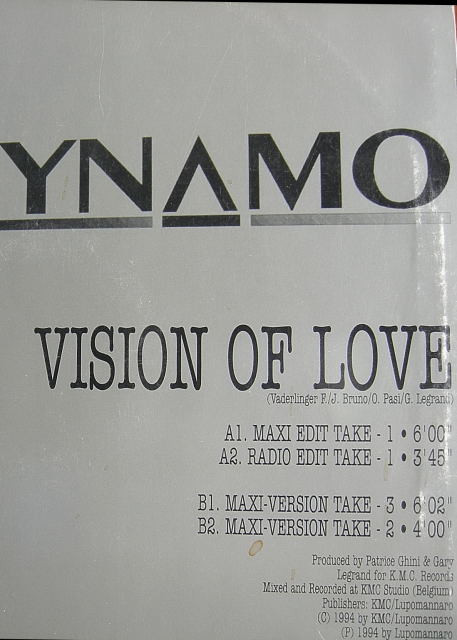 YNAMO
VISION OF LOVE
(Vaderlinger F./J. Bruno/O. Pasi/G. Legrand)
A1. MAXI EDIT TAKE - 1 • 6'00"
A2. RADIO EDIT TAKE - 1 • 3'45"
B1. MAXI-VERSION TAKE - 3 • 6'02"
B2. MAXI-VERSION TAKE - 2 • 4'00"
Produced by Patrice Ghini & Gary
Legrand for K.M.C. Records
Mixed and Recorded at KMC Studio (Belgium)
Publishers: KMC/Lupomannaro
(C) 1994 by KMC/Lupomannaro
(P) 1994 by Lupomannaro